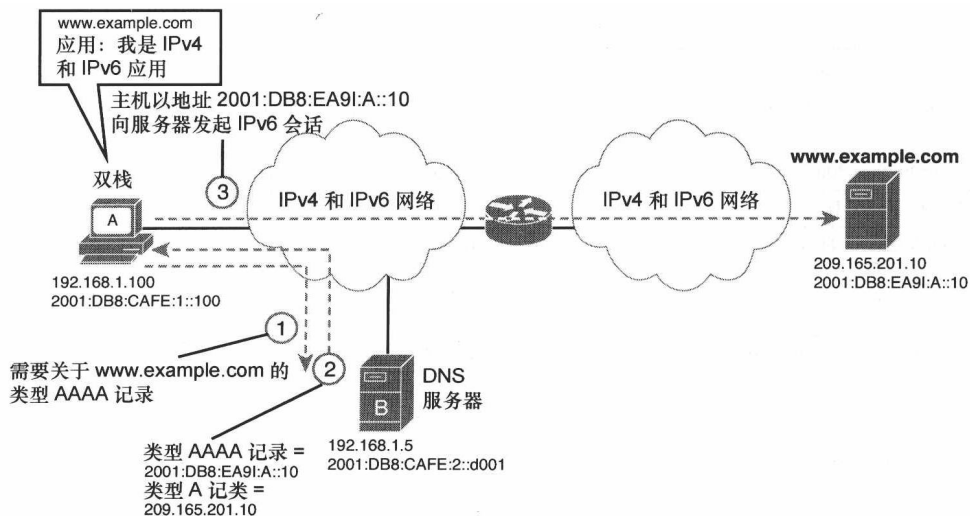 www.example.com
应用：我是 IPv4
和 IPv6 应用
主机以地址 2001:DB8:EA9I:A::10
向服务器发起 IPv6 会话
双栈
3
IPv4 和 IPv6 网络
IPv4 和 IPv6 网络
www.example.com
A
192.168.1.100
2001:DB8:CAFE:1::100
209.165.201.10
2001:DB8:EA9I:A::10
1
需要关于 www.example.com 的
类型 AAAA 记录
2
DNS
服务器
B
192.168.1.5
2001:DB8:CAFE:2::d001
类型 AAAA 记录 =
2001:DB8:EA9I:A::10
类型 A 记类 =
209.165.201.10